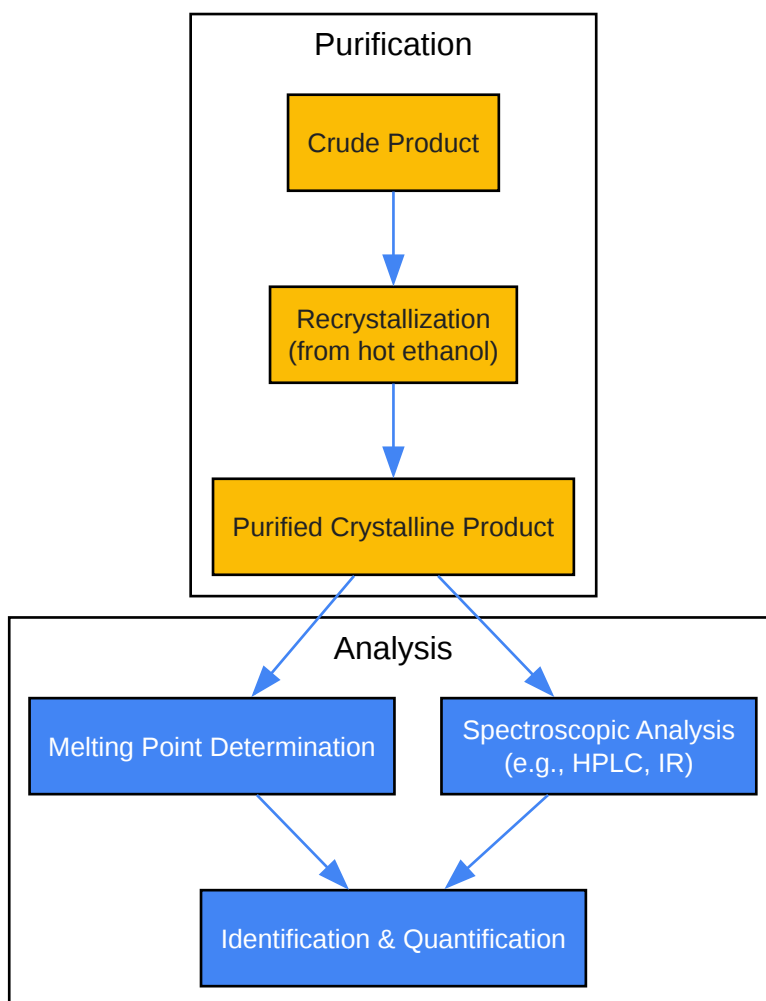 Purification
Crude Product
Recrystallization
(from hot ethanol)
Purified Crystalline Product
Analysis
Melting Point Determination
Spectroscopic Analysis
(e.g., HPLC, IR)
Identification & Quantification